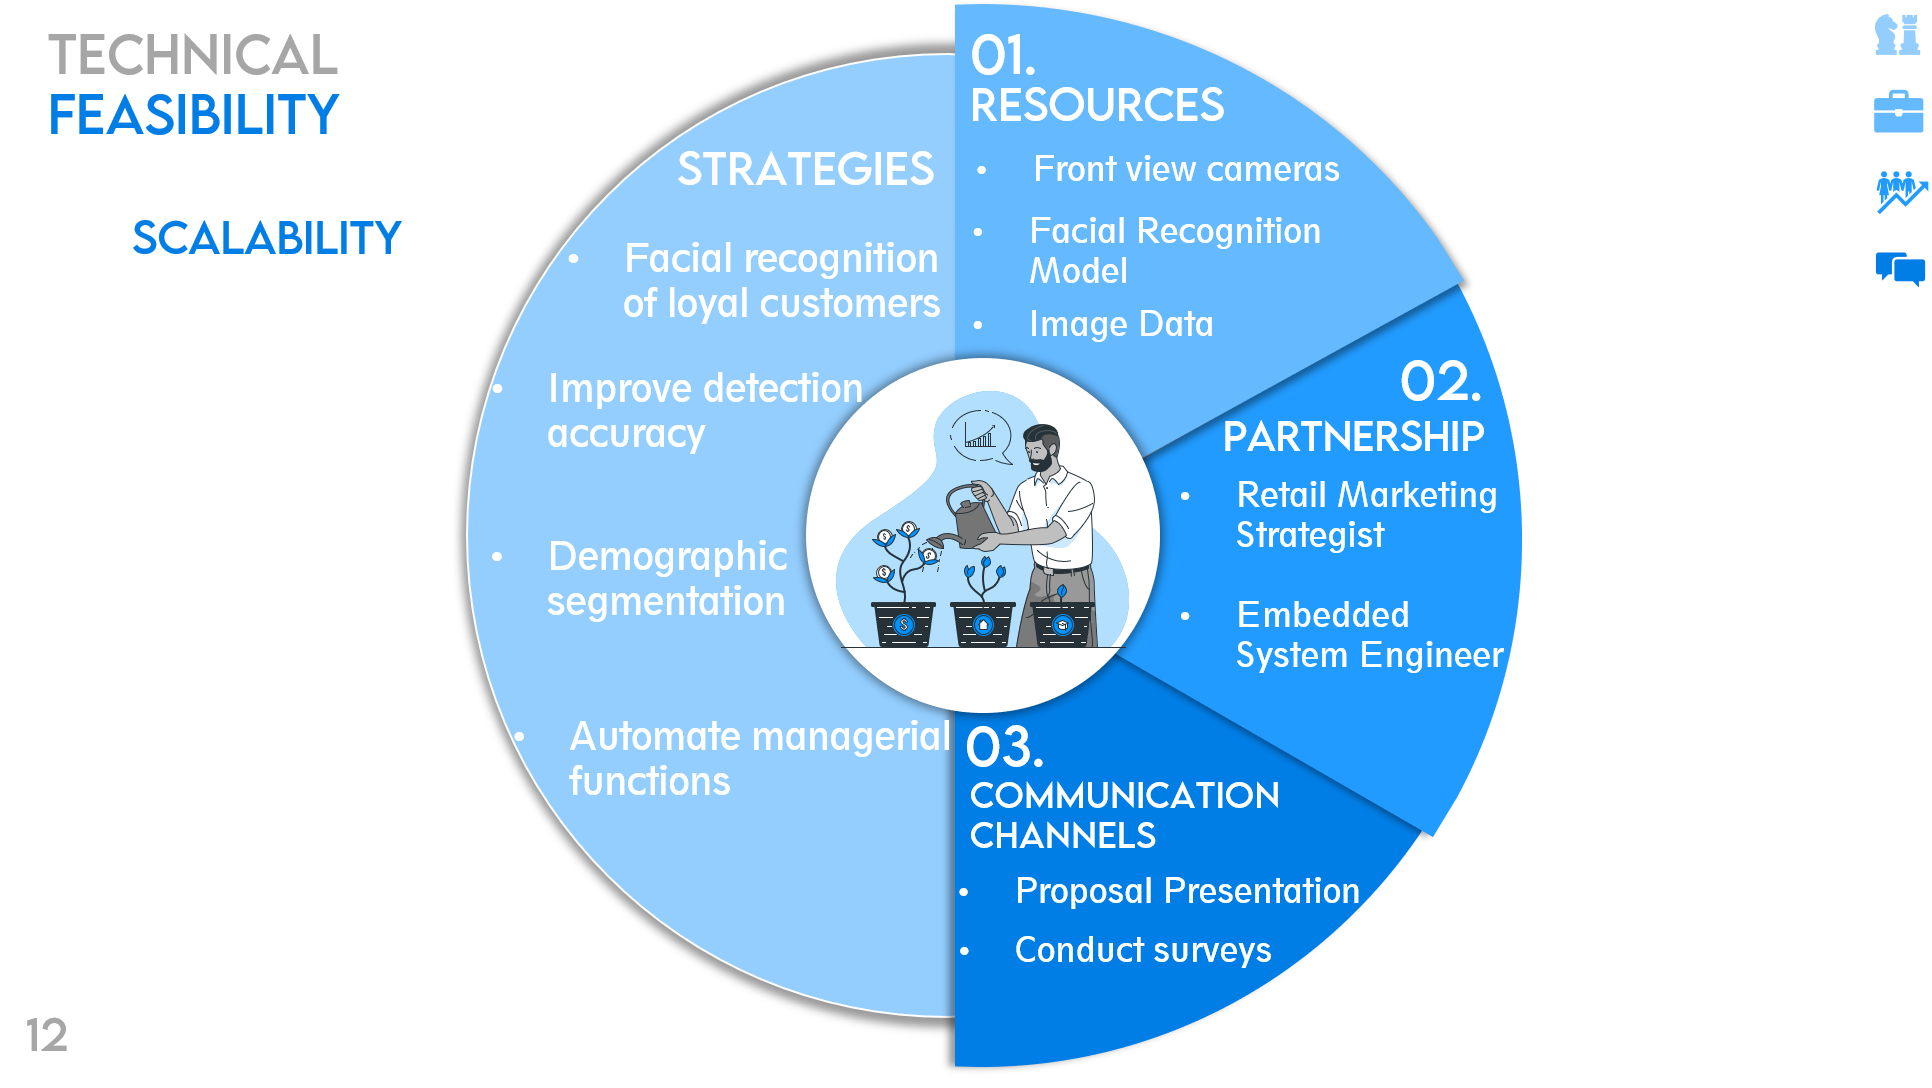 TECHNICAL
FEASIBILITY
SCALABILITY
STRATEGIES
• Facial recognition
of loyal customers
• Improve detection
accuracy
• Demographic
segmentation
• Automate managerial
functions
01.
RESOURCES
• Front view cameras
• Facial Recognition
Model
• Image Data
02.
PARTNERSHIP
• Retail Marketing
Strategist
• Embedded
System Engineer
03.
COMMUNICATION
CHANNELS
• Proposal Presentation
• Conduct surveys
12